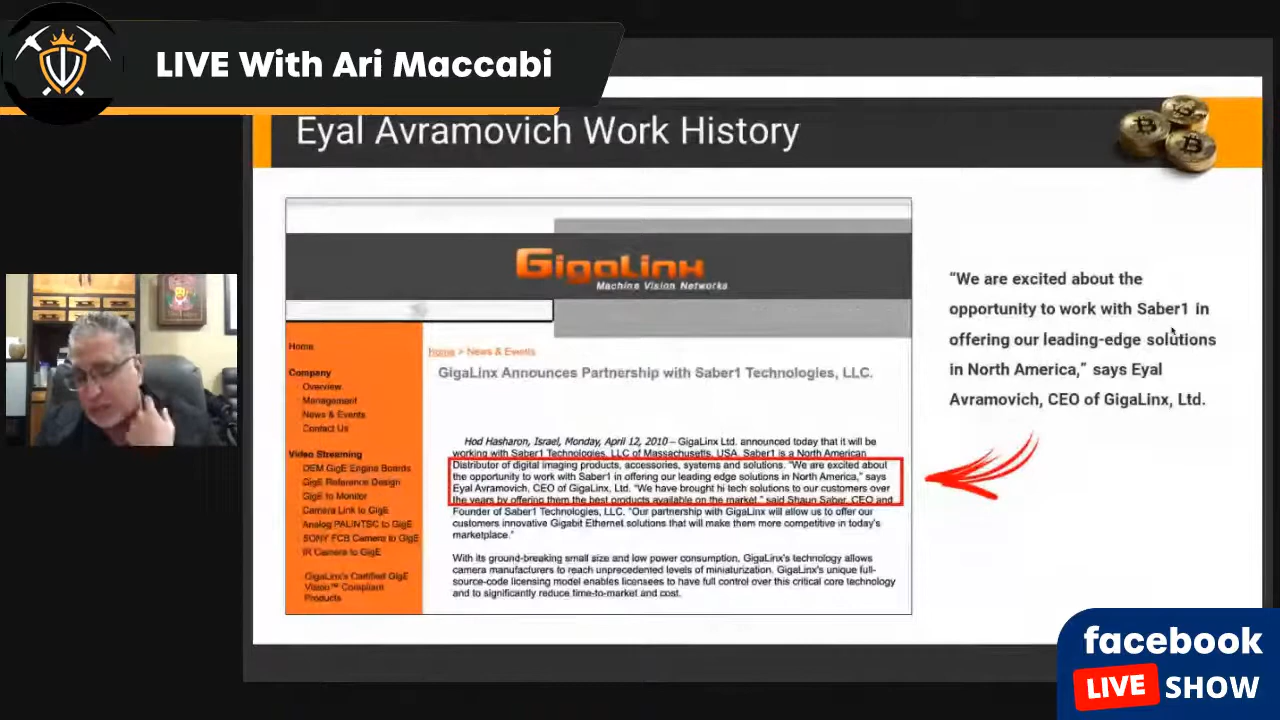 LIVE With Ari Maccabi
Eyal Avramovich Work History
GigaLinx
Machine Vision Networks
Home
Company
Overview
Management
News & Events
Contact Us
Video Streaming
OEM GigE Engine Boards
GigE Reference Design
GigE to Monitor
Camera Link to GigE
Analog PAL\NTSC to GigE
SONY FCB Camera to GigE
IR Camera to GigE
GigaLinx's Certified GigE
Vision™ Compliant
Products
Home > News & Events
GigaLinx Announces Partnership with Saber1 Technologies, LLC.
Hod Hasharon, Israel, Monday, April 12, 2010 – GigaLinx Ltd. announced today that it will be
working with Saber1 Technologies, LLC of Massachusetts, USA. Saber1 is a North American
Distributor of digital imaging products, accessories, systems and solutions. "We are excited about
the opportunity to work with Saber1 in offering our leading edge solutions in North America," says
Eyal Avramovich, CEO of GigaLinx, Ltd. "We have brought hi tech solutions to our customers over
the years by offering them the best products available on the market," said Shaun Saber, CEO and
Founder of Saber1 Technologies, LLC. "Our partnership with GigaLinx will allow us to offer our
customers innovative Gigabit Ethernet solutions that will make them more competitive in today's
marketplace."
With its ground-breaking small size and low power consumption, GigaLinx's technology allows
camera manufacturers to reach unprecedented levels of miniaturization. GigaLinx's unique full-
source-code licensing model enables licensees to have full control over this critical core technology
and to significantly reduce time-to-market and cost.
“We are excited about the
opportunity to work with Saber1 in
offering our leading-edge solutions
in North America,” says Eyal
Avramovich, CEO of GigaLinx, Ltd.
facebook
LIVE SHOW